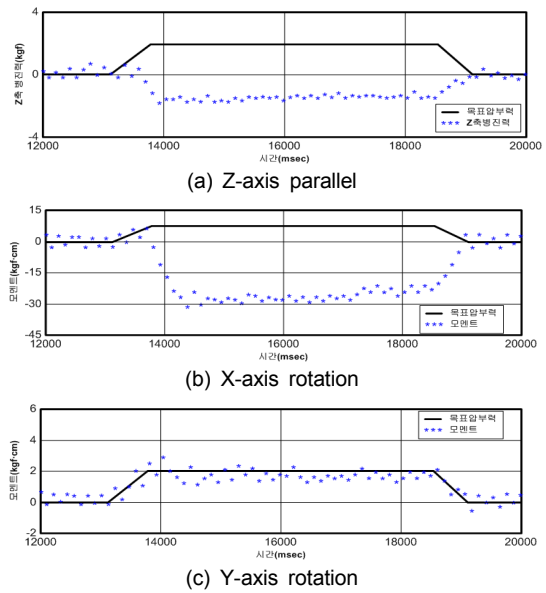 4
0
-4
Z축 병진력(kgf)
목표압부력
Z축병진력
12000 14000 16000 18000 20000
시간(msec)
(a) Z-axis parallel
15
0
-15
-30
-45
모멘트(kgf-cm)
목표압부력
모멘트
12000 14000 16000 18000 20000
시간(msec)
(b) X-axis rotation
6
4
2
0
-2
모멘트(kgf-cm)
목표압부력
모멘트
12000 14000 16000 18000 20000
시간(msec)
(c) Y-axis rotation